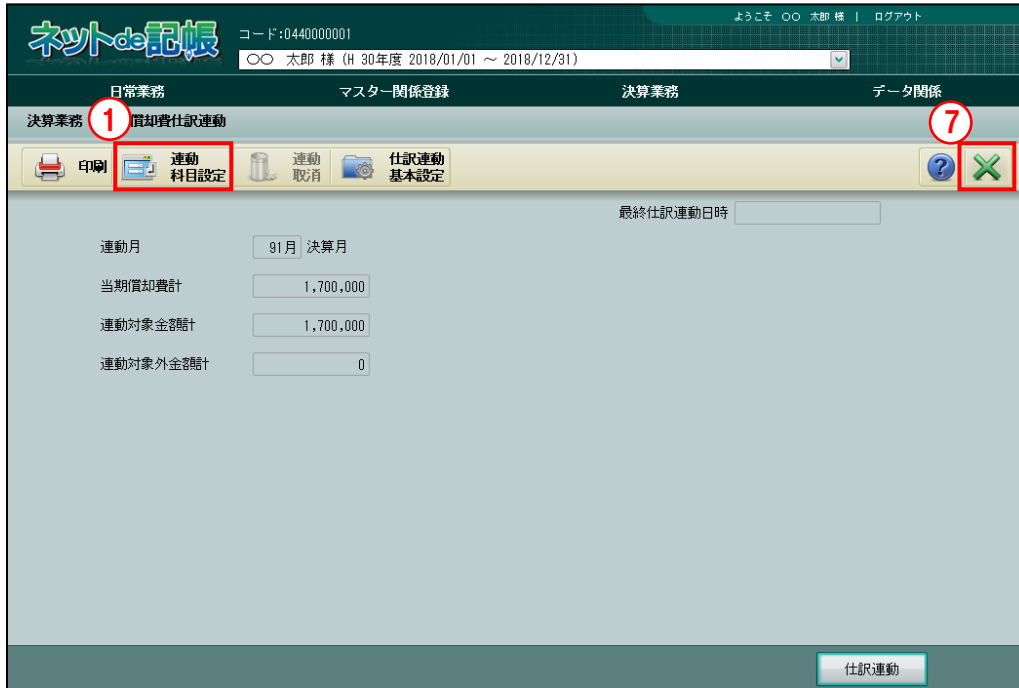 ようこそ 〇〇 太郎 様 | ログアウト
ネットde記帳
コード:0440000001
〇〇 太郎 様 (H 30年度 2018/01/01 ～ 2018/12/31)
日常業務 マスター関係登録 決算業務 データ関係
決算業務 ① 償却費仕訳連動 ⑦
印刷 連動科目設定 連動取消 仕訳連動基本設定 ?
最終仕訳連動日時
連動月 91月 決算月
当期償却費計 1,700,000
連動対象金額計 1,700,000
連動対象外金額計 0
仕訳連動